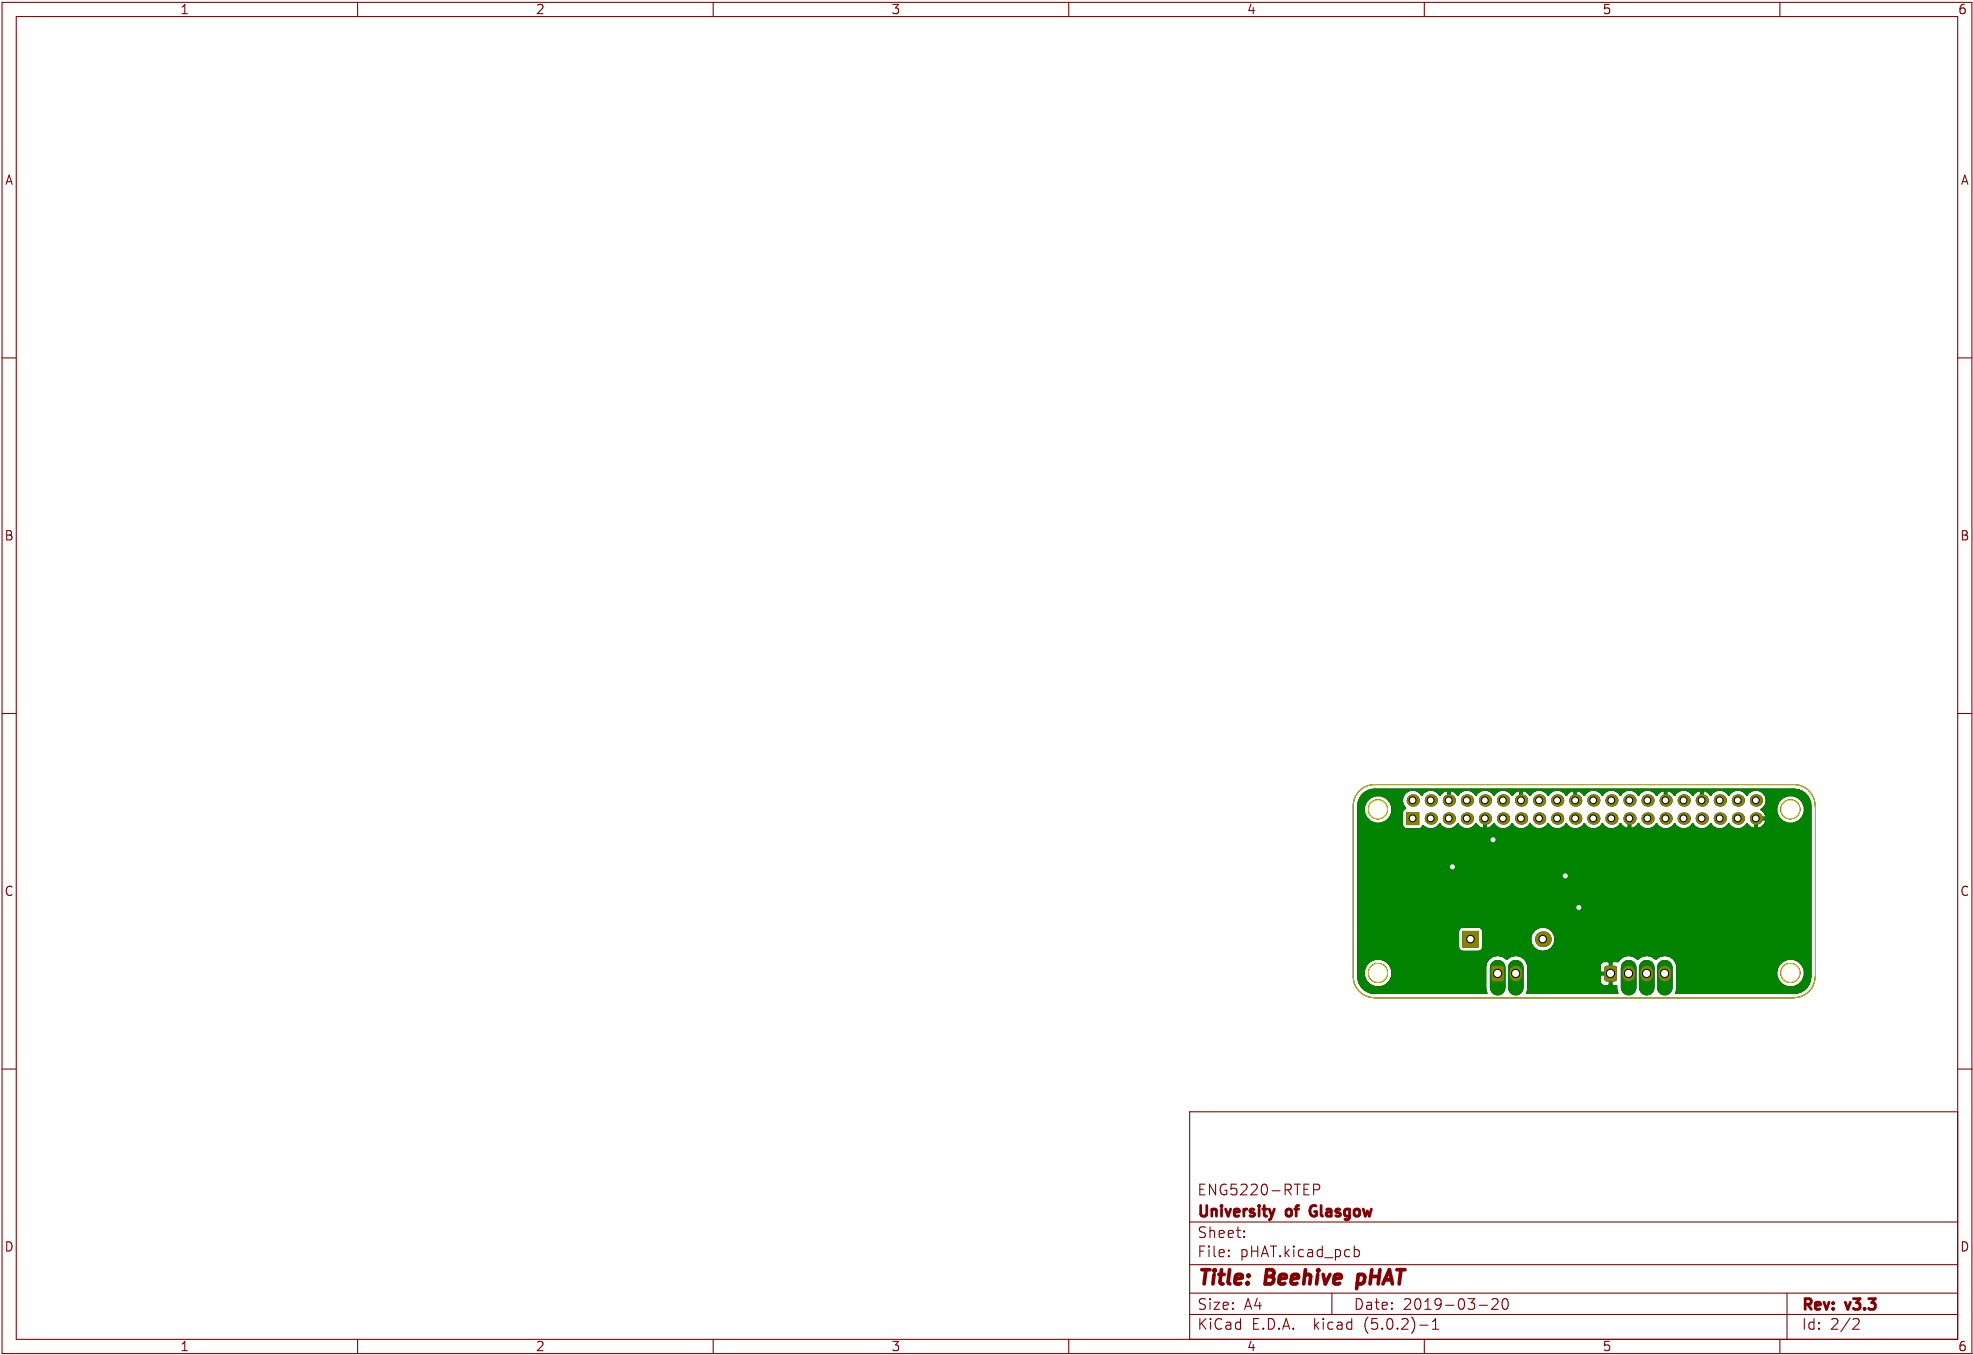 1 2 3 4 5 6
A A
B B
C C
D D
ENG5220-RTEP
University of Glasgow
Sheet:
File: pHAT.kicad_pcb
Title: Beehive pHAT
Size: A4 Date: 2019-03-20 Rev: v3.3
KiCad E.D.A. kicad (5.0.2)-1 Id: 2/2
1 2 3 4 5 6